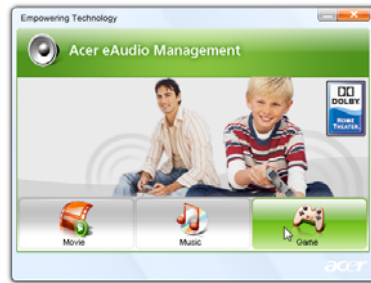 Empowering Technology
Acer eAudio Management
DOLBY
HOME
THEATER
Movie
Music
Game
acer